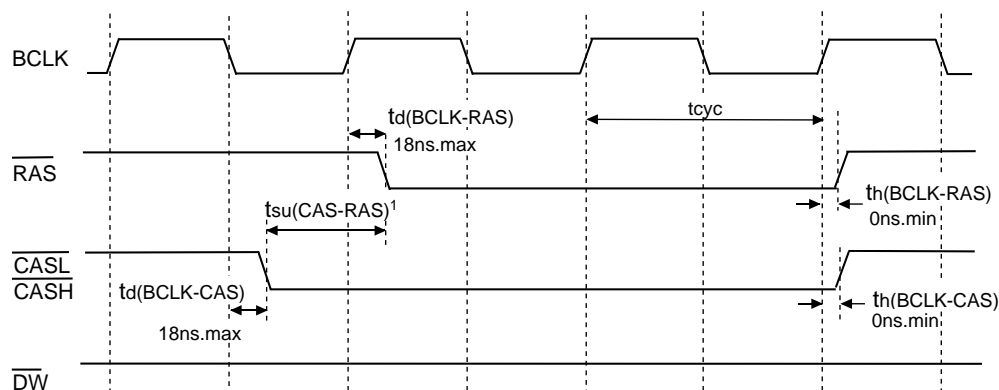 BCLK
td(BCLK-RAS)
18ns.max
tcyc
RAS
tsu(CAS-RAS)1
th(BCLK-RAS)
0ns.min
CASL
CASH
td(BCLK-CAS)
18ns.max
th(BCLK-CAS)
0ns.min
DW